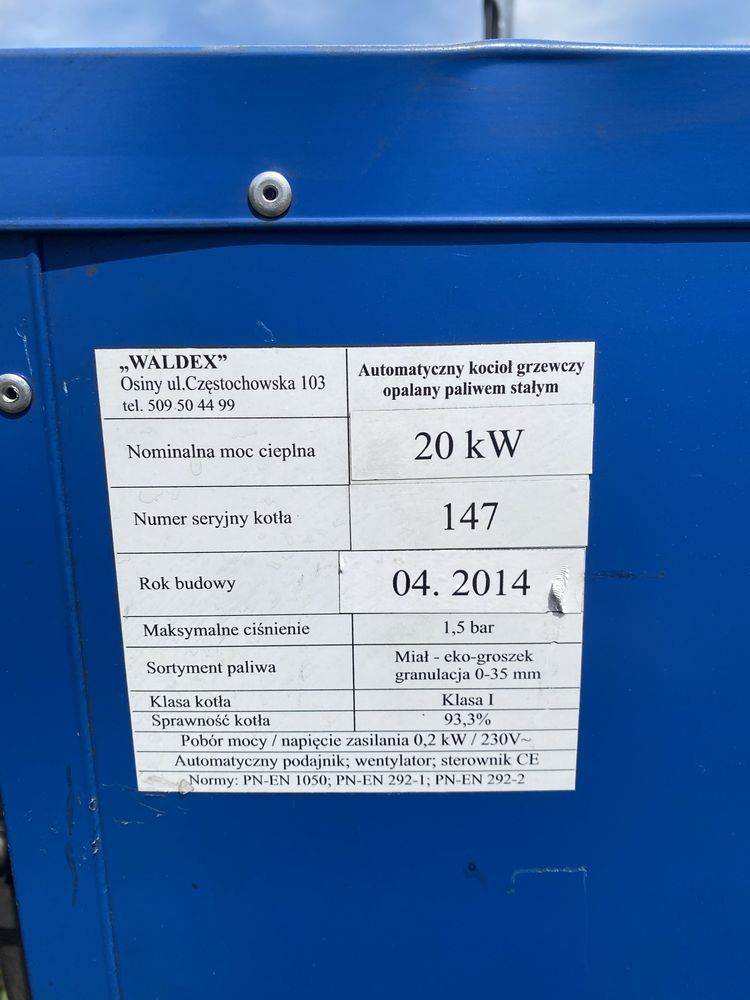 „WALDEX”
Osiny ul.Częstochowska 103
tel. 509 50 44 99
Automatyczny kocioł grzewczy
opalany paliwem stałym
Nominalna moc cieplna
20 kW
Numer seryjny kotła
147
Rok budowy
04. 2014
Maksymalne ciśnienie
1,5 bar
Sortyment paliwa
Miał - eko-groszek
granulacja 0-35 mm
Klasa kotła
Klasa I
Sprawność kotła
93,3%
Pobór mocy / napięcie zasilania 0,2 kW / 230V~
Automatyczny podajnik; wentylator; sterownik CE
Normy: PN-EN 1050; PN-EN 292-1; PN-EN 292-2